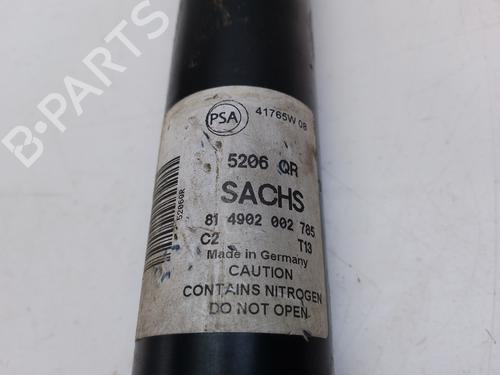 PSA
41765W 08
5206 QR
SACHS
81 4902 002 785
C2 T13
Made in Germany
CAUTION
CONTAINS NITROGEN
DO NOT OPEN
5206QR
B-PARTS